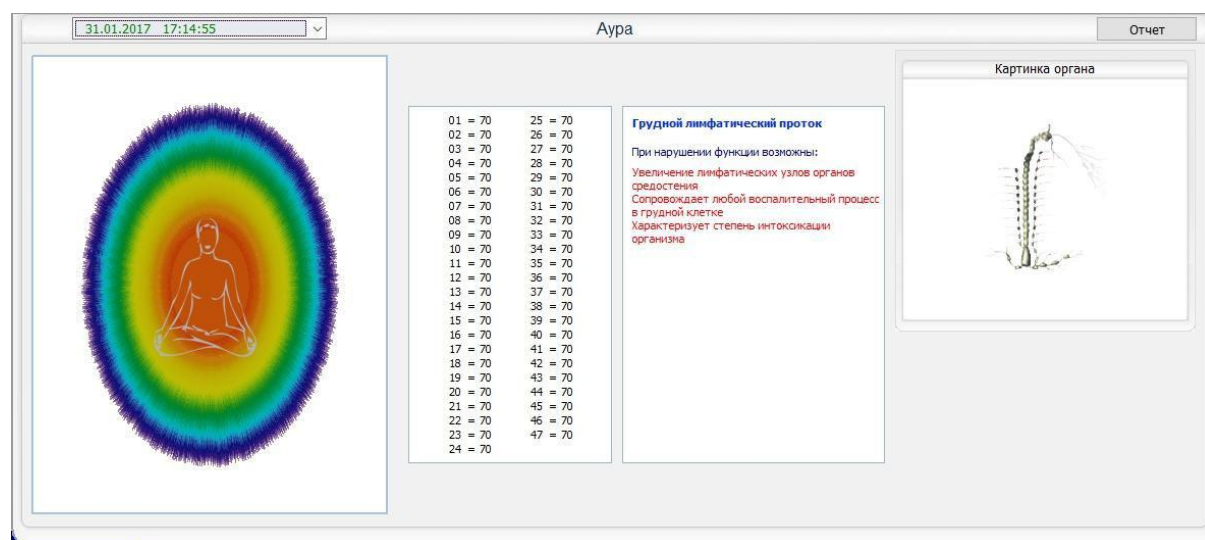 31.01.2017 17:14:55
Аура
Отчет
Картинка органа
01 = 70
02 = 70
03 = 70
04 = 70
05 = 70
06 = 70
07 = 70
08 = 70
09 = 70
10 = 70
11 = 70
12 = 70
13 = 70
14 = 70
15 = 70
16 = 70
17 = 70
18 = 70
19 = 70
20 = 70
21 = 70
22 = 70
23 = 70
24 = 70
25 = 70
26 = 70
27 = 70
28 = 70
29 = 70
30 = 70
31 = 70
32 = 70
33 = 70
34 = 70
35 = 70
36 = 70
37 = 70
38 = 70
39 = 70
40 = 70
41 = 70
42 = 70
43 = 70
44 = 70
45 = 70
46 = 70
47 = 70
Грудной лимфатический проток
При нарушении функции возможны:
Увеличение лимфатических узлов органов
средостения
Сопровождает любой воспалительный процесс
в грудной клетке
Характеризует степень интоксикации
организма